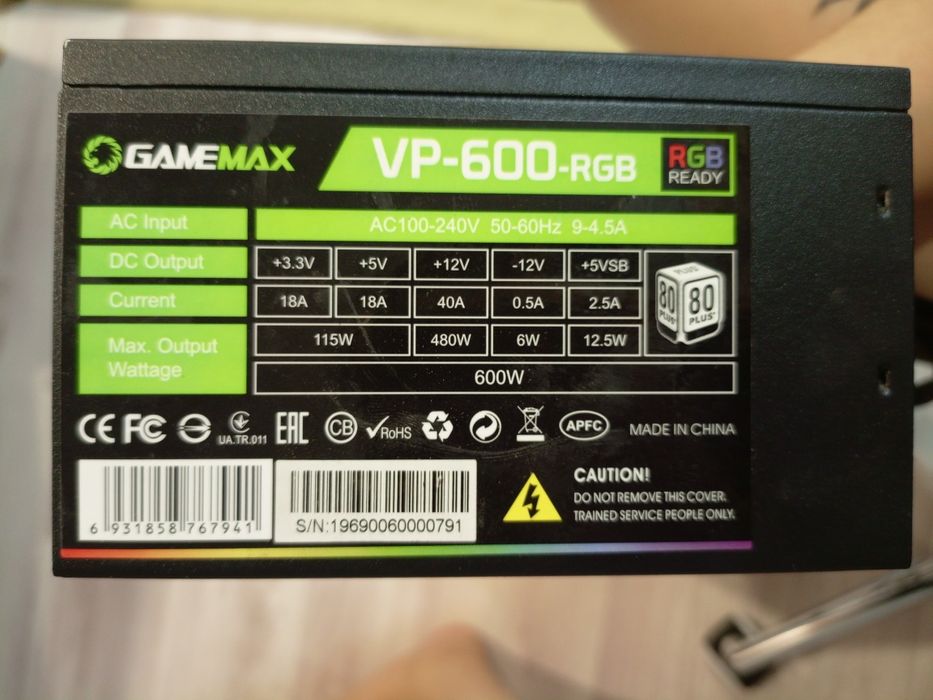 GAMEMAX
VP-600-RGB
RGB
READY
AC Input
AC100-240V 50-60Hz 9-4.5A
DC Output +3.3V +5V +12V -12V +5VSB
Current 18A 18A 40A 0.5A 2.5A
Max. Output
Wattage
115W 480W 6W 12.5W
600W
PLUS
80
PLUS
80
PLUS
CE FC
UA.TR.011
EAC
CB
RoHS
APFC
MADE IN CHINA
6 931858 767941
S/N:19690060000791
CAUTION!
DO NOT REMOVE THIS COVER.
TRAINED SERVICE PEOPLE ONLY.